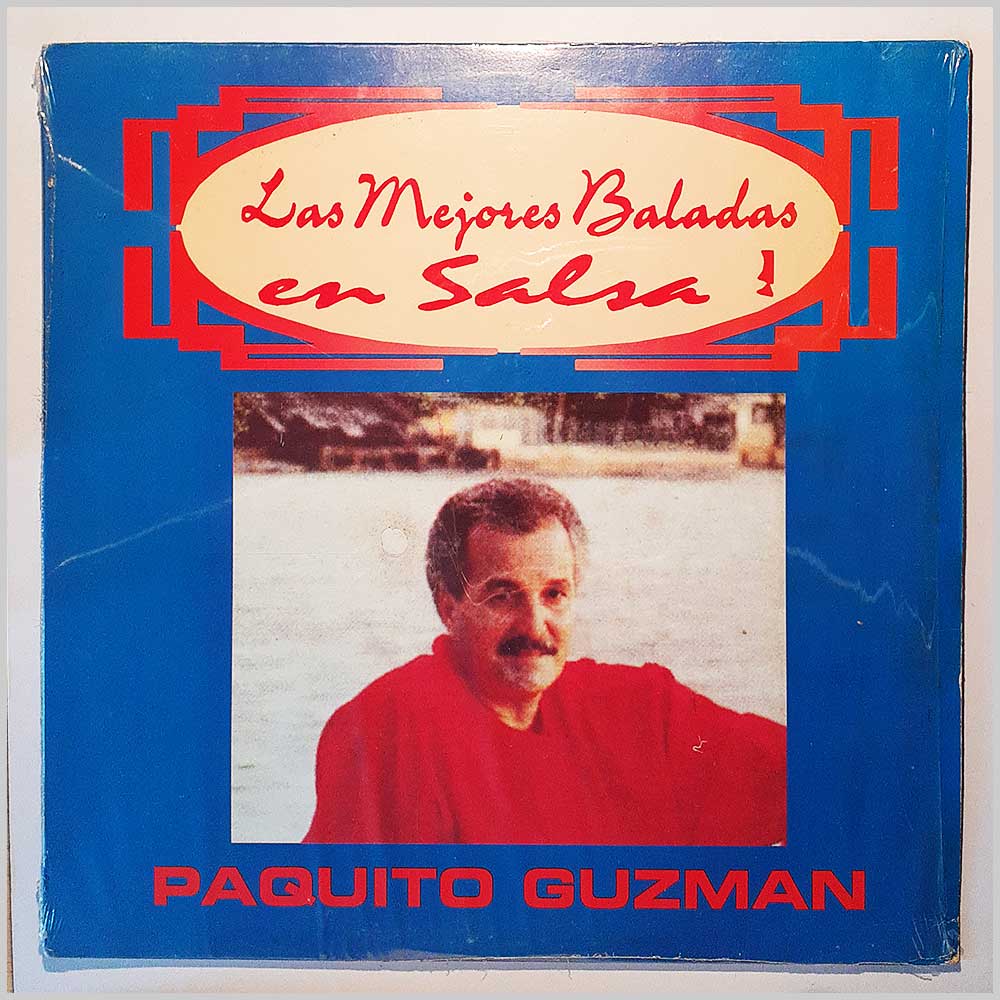 Las Mejores Baladas
en Salsa !
PAQUITO GUZMAN